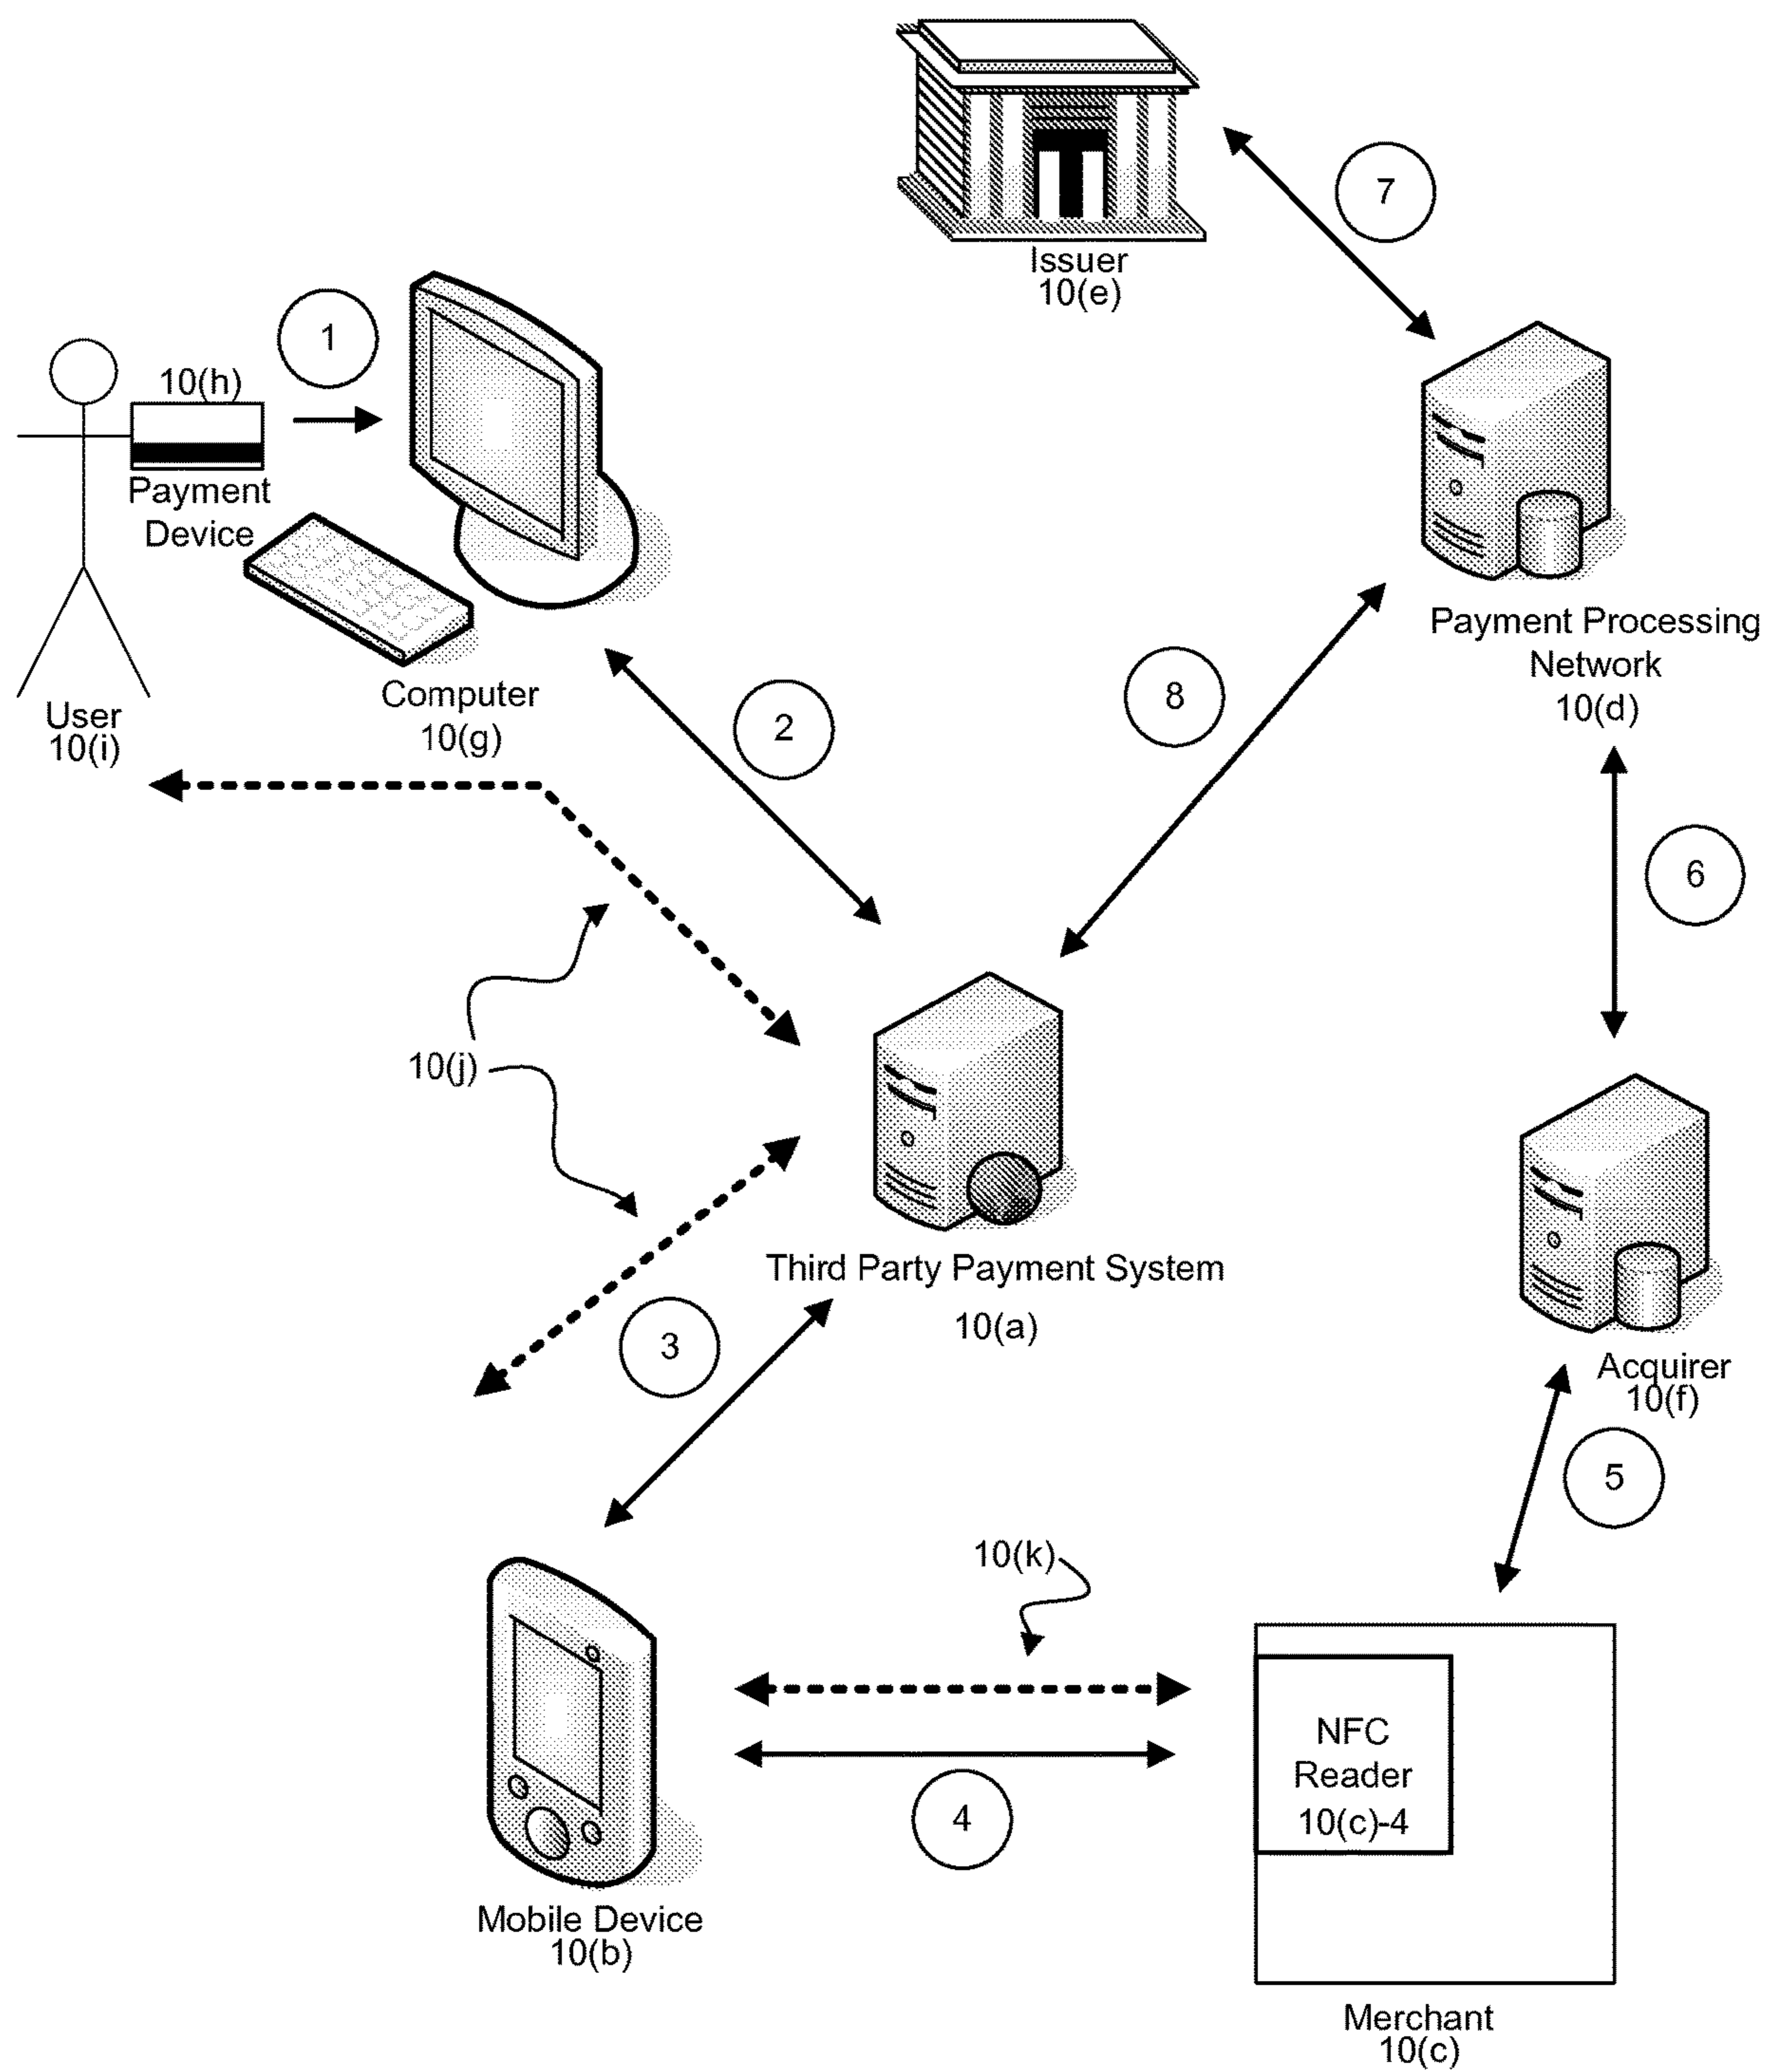 Issuer
10(e)
7
1
10(h)
Payment
Device
User
10(i)
Computer
10(g)
2
8
Payment Processing
Network
10(d)
6
10(j)
Third Party Payment System
10(a)
3
Acquirer
10(f)
5
10(k)
4
NFC
Reader
10(c)-4
Mobile Device
10(b)
Merchant
10(c)